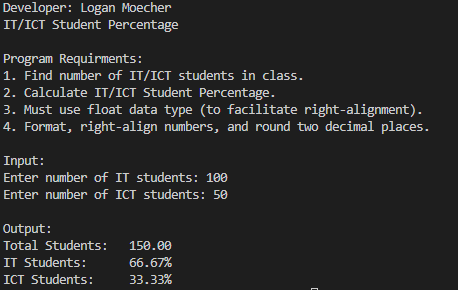 Developer: Logan Moecher
IT/ICT Student Percentage
Program Requirments:
1. Find number of IT/ICT students in class.
2. Calculate IT/ICT Student Percentage.
3. Must use float data type (to facilitate right-alignment).
4. Format, right-align numbers, and round two decimal places.
Input:
Enter number of IT students: 100
Enter number of ICT students: 50
Output:
Total Students:   150.00
IT Students:      66.67%
ICT Students:     33.33%